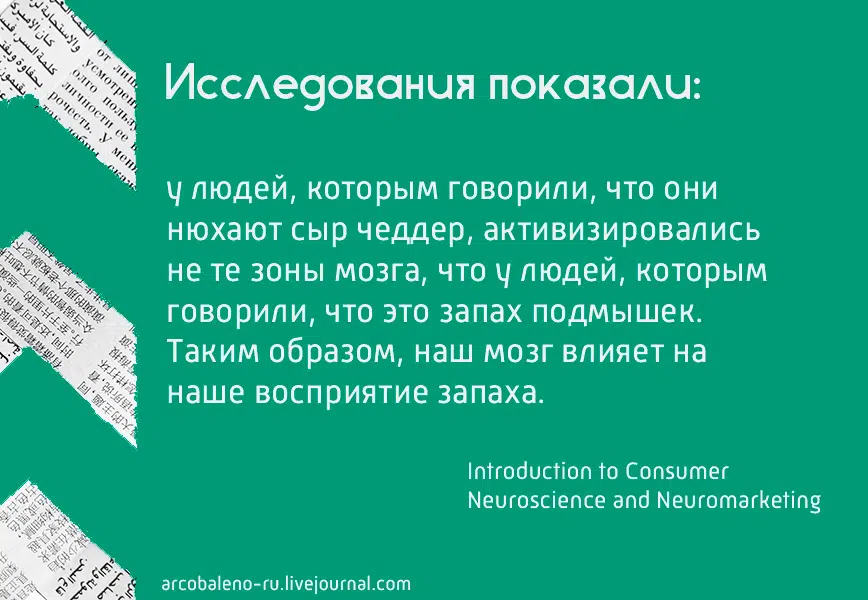 Исследования показали:
у людей, которым говорили, что они
нюхают сыр чеддер, активизировались
не те зоны мозга, что у людей, которым
говорили, что это запах подмышек.
Таким образом, наш мозг влияет на
наше восприятие запаха.
Introduction to Consumer
Neuroscience and Neuromarketing
arcobaleno-ru.livejournal.com